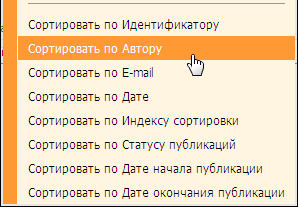 Сортировать по Идентификатору
Сортировать по Автору
Сортировать по E-mail
Сортировать по Дате
Сортировать по Индексу сортировки
Сортировать по Статусу публикаций
Сортировать по Дате начала публикации
Сортировать по Дате окончания публикации